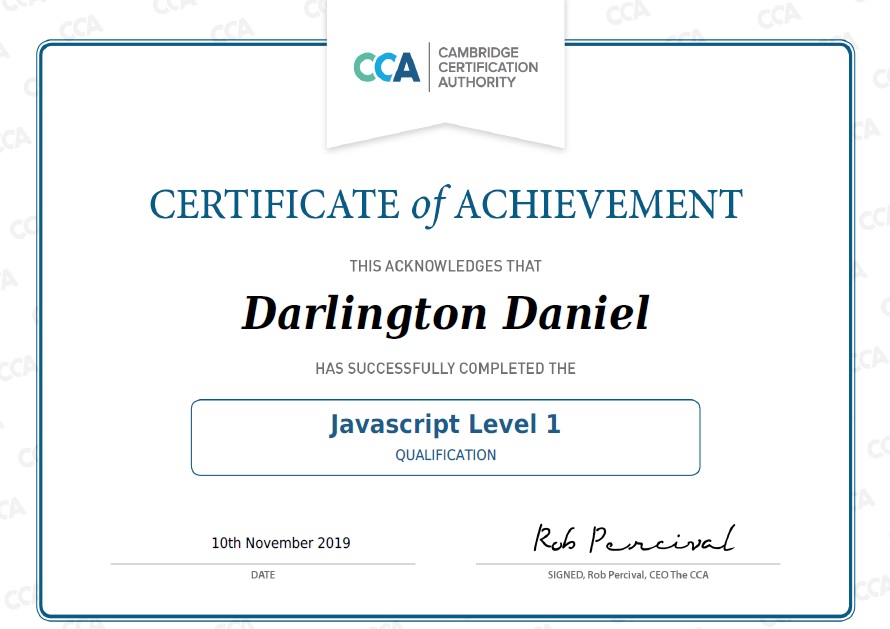 CCA
CAMBRIDGE
CERTIFICATION
AUTHORITY
CERTIFICATE of ACHIEVEMENT
THIS ACKNOWLEDGES THAT
Darlington Daniel
HAS SUCCESSFULLY COMPLETED THE
Javascript Level 1
QUALIFICATION
10th November 2019
Rob Percival
DATE
SIGNED, Rob Percival, CEO The CCA